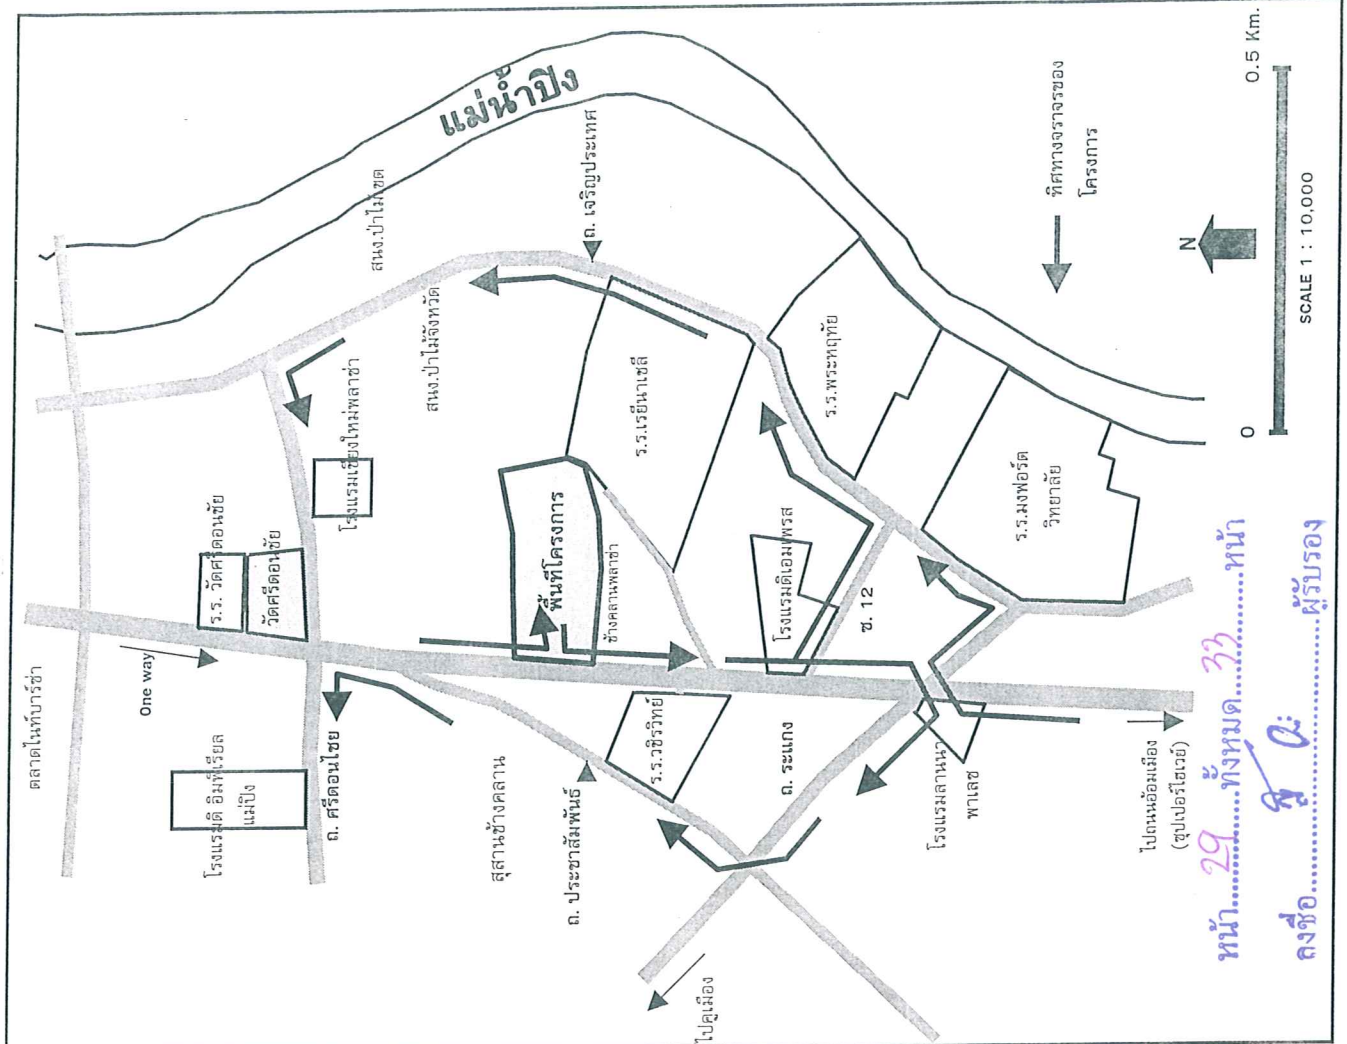 ตลาดไนท์บาร์ซ่า
One way
โรงแรมดิ อิมพีเรียล
แม่ปิง
ร.ร. วัดศรีดอนชัย
วัดศรีดอนชัย
ถ. ศรีดอนไชย
โรงแรมเชียงใหม่พลาซ่า
แม่น้ำปิง
สนง.ป่าไม้เขต
สนง.ป่าไม้จังหวัด
ถ. เจริญประเทศ
สุสานช้างคลาน
ถ. ประชาสัมพันธ์
พื้นที่โครงการ
ช้างคลานพลาซ่า
ร.ร.เรยีนาเชลี
ร.ร.วชิรวิทย์
โรงแรมดิเอมเพรส
ซ. 12
ร.ร.พระหฤทัย
ถ. ระแกง
ไปคูเมือง
โรงแรมลานนา
พาเลซ
ร.ร.มงฟอร์ต
วิทยาลัย
ไปถนนอ้อมเมือง
(ซุปเปอร์ไฮเวย์)
ทิศทางจราจรของ
โครงการ
N
0
0.5 Km.
SCALE 1 : 10,000
หน้า.....29.....ทั้งหมด.....33.....หน้า
ลงชื่อ..........ผู้รับรอง